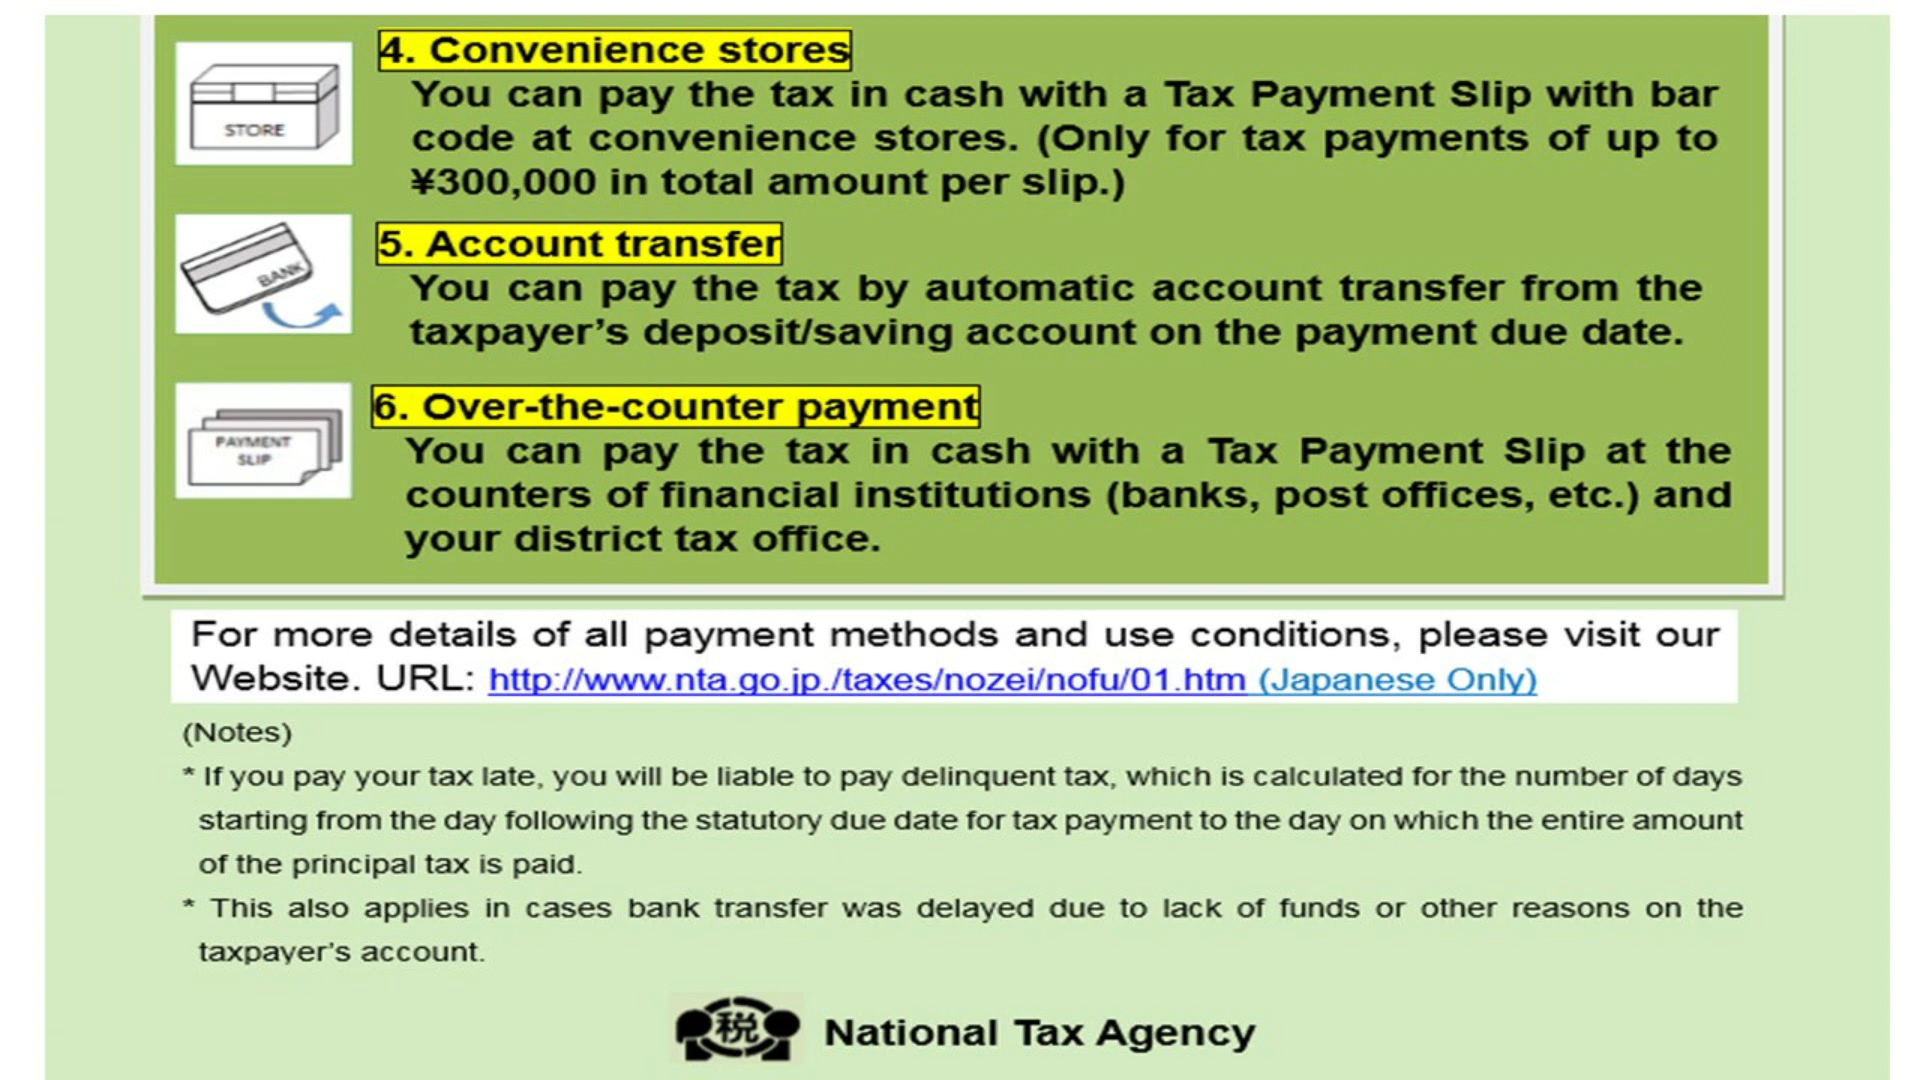 4. Convenience stores
You can pay the tax in cash with a Tax Payment Slip with bar
code at convenience stores. (Only for tax payments of up to
¥300,000 in total amount per slip.)
STORE
5. Account transfer
You can pay the tax by automatic account transfer from the
taxpayer’s deposit/saving account on the payment due date.
BANK
6. Over-the-counter payment
You can pay the tax in cash with a Tax Payment Slip at the
counters of financial institutions (banks, post offices, etc.) and
your district tax office.
PAYMENT
SLIP
For more details of all payment methods and use conditions, please visit our
Website. URL: http://www.nta.go.jp./taxes/nozei/nofu/01.htm (Japanese Only)
(Notes)
* If you pay your tax late, you will be liable to pay delinquent tax, which is calculated for the number of days
starting from the day following the statutory due date for tax payment to the day on which the entire amount
of the principal tax is paid.
* This also applies in cases bank transfer was delayed due to lack of funds or other reasons on the
taxpayer’s account.
税
National Tax Agency